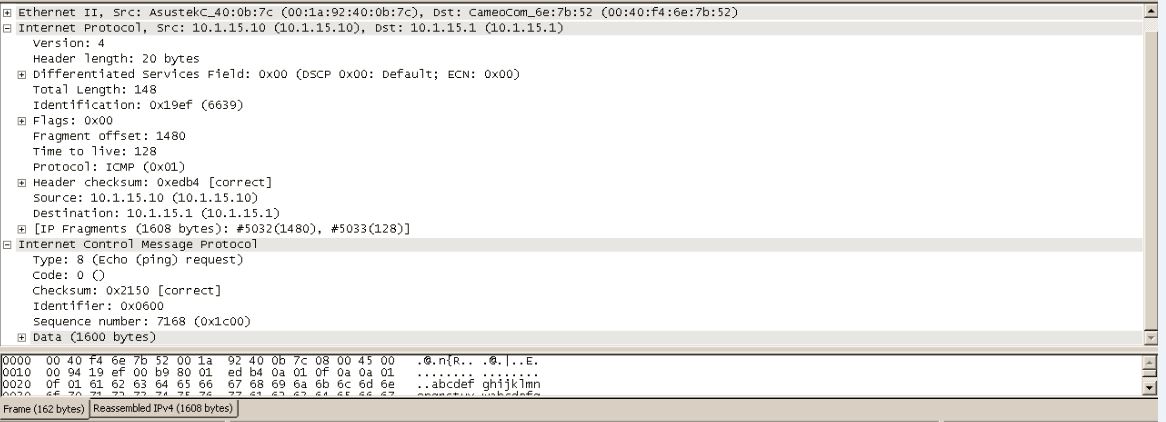 Ethernet II, Src: AsustekC_40:0b:7c (00:1a:92:40:0b:7c), Dst: CameoCom_6e:7b:52 (00:40:f4:6e:7b:52)
Internet Protocol, Src: 10.1.15.10 (10.1.15.10), Dst: 10.1.15.1 (10.1.15.1)
Version: 4
Header length: 20 bytes
Differentiated Services Field: 0x00 (DSCP 0x00: Default; ECN: 0x00)
Total Length: 148
Identification: 0x19ef (6639)
Flags: 0x00
Fragment offset: 1480
Time to live: 128
Protocol: ICMP (0x01)
Header checksum: 0xedb4 [correct]
Source: 10.1.15.10 (10.1.15.10)
Destination: 10.1.15.1 (10.1.15.1)
[IP Fragments (1608 bytes): #5032(1480), #5033(128)]
Internet Control Message Protocol
Type: 8 (Echo (ping) request)
Code: 0 ()
Checksum: 0x2150 [correct]
Identifier: 0x0600
Sequence number: 7168 (0x1c00)
Data (1600 bytes)
0000 00 40 f4 6e 7b 52 00 1a 92 40 0b 7c 08 00 45 00 .@.n{R.. .@.|..E.
0010 00 94 19 ef 00 b9 80 01 ed b4 0a 01 0f 0a 0a 01 ........ ........
0020 0f 01 61 62 63 64 65 66 67 68 69 6a 6b 6c 6d 6e ..abcdef ghijklmn
Frame (162 bytes) Reassembled IPv4 (1608 bytes)